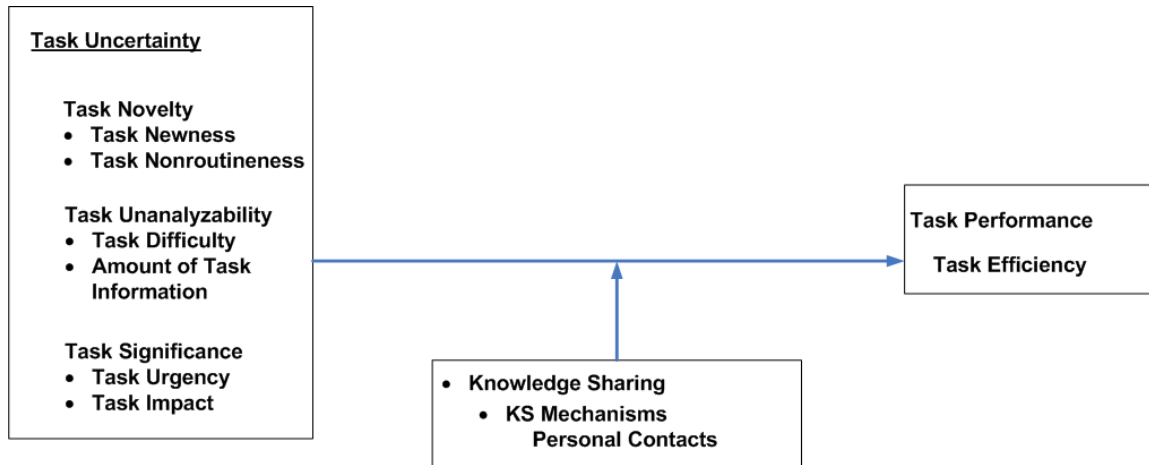 Task Uncertainty
Task Novelty
• Task Newness
• Task Nonroutineness
Task Unanalyzability
• Task Difficulty
• Amount of Task
Information
Task Significance
• Task Urgency
• Task Impact
Task Performance
Task Efficiency
• Knowledge Sharing
• KS Mechanisms
Personal Contacts